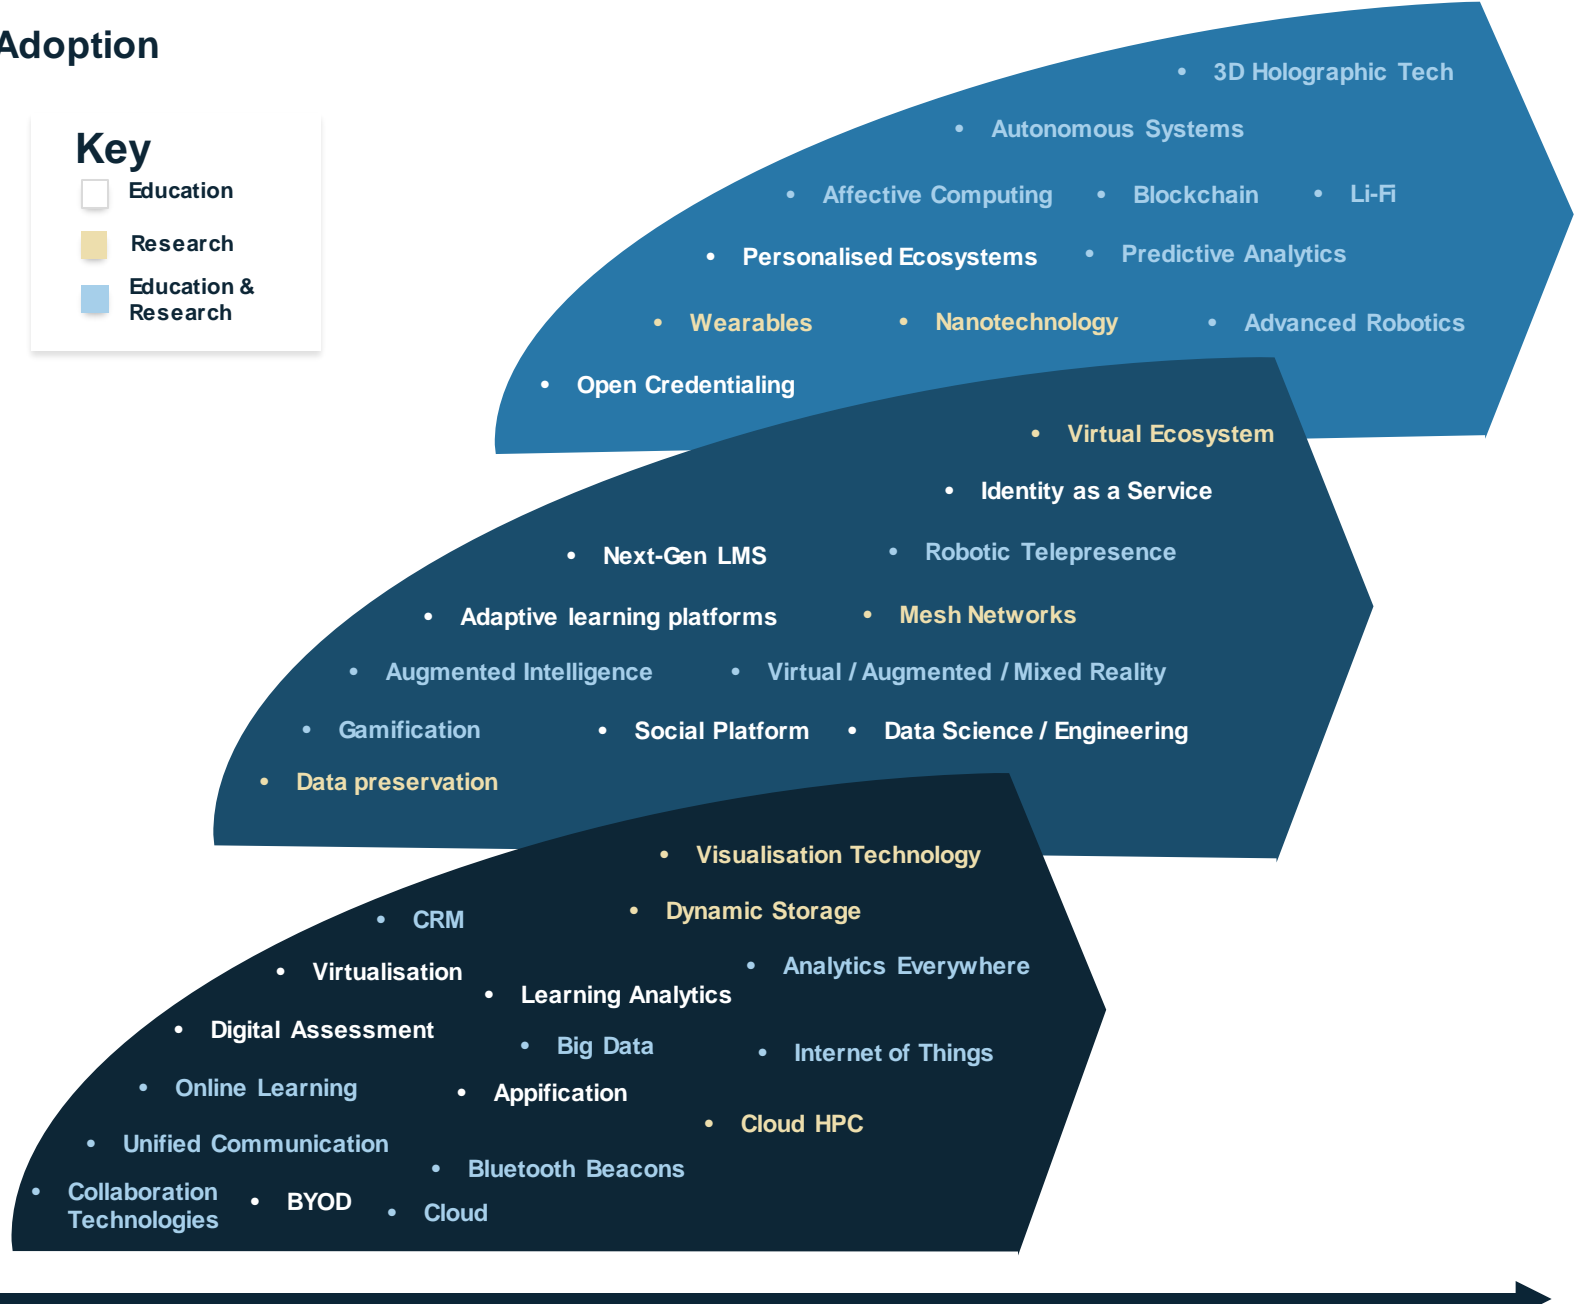 Adoption
Key
Education
Research
Education &
Research
• 3D Holographic Tech
• Autonomous Systems
• Affective Computing • Blockchain • Li-Fi
• Personalised Ecosystems • Predictive Analytics
• Wearables • Nanotechnology • Advanced Robotics
• Open Credentialing
• Virtual Ecosystem
• Identity as a Service
• Next-Gen LMS • Robotic Telepresence
• Adaptive learning platforms • Mesh Networks
• Augmented Intelligence • Virtual / Augmented / Mixed Reality
• Gamification • Social Platform • Data Science / Engineering
• Data preservation
• Visualisation Technology
• CRM • Dynamic Storage
• Virtualisation • Analytics Everywhere
• Learning Analytics
• Digital Assessment
• Big Data • Internet of Things
• Online Learning • Appification
• Cloud HPC
• Unified Communication
• Bluetooth Beacons
• Collaboration
Technologies
• BYOD • Cloud